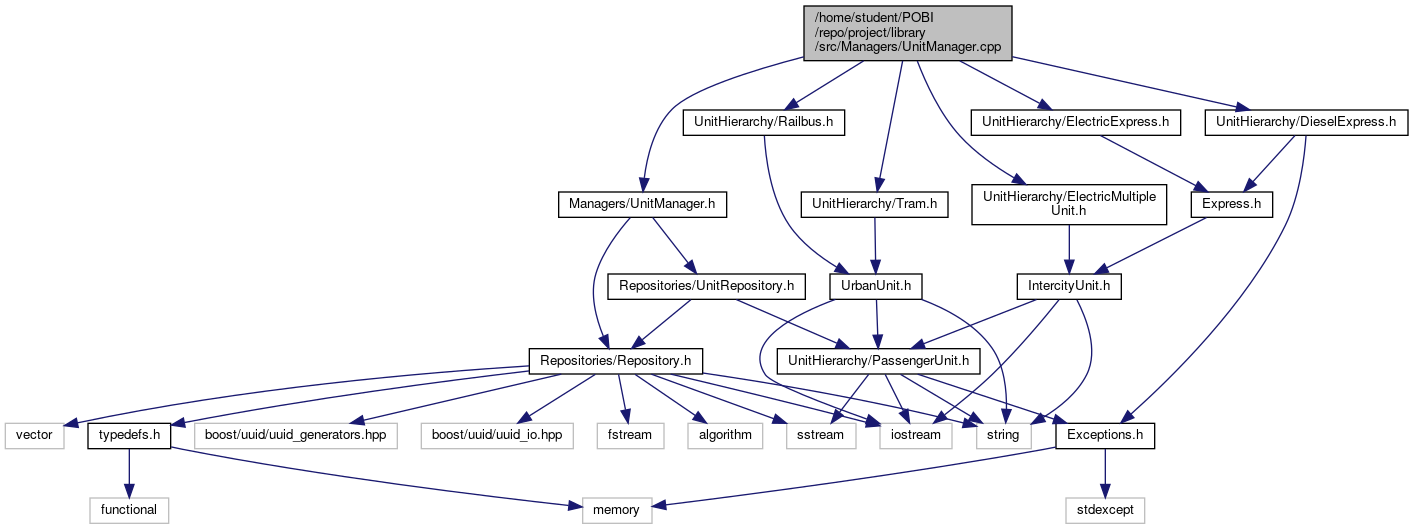 /home/student/POBI
/repo/project/library
/src/Managers/UnitManager.cpp
UnitHierarchy/Railbus.h
UnitHierarchy/ElectricExpress.h
UnitHierarchy/DieselExpress.h
Managers/UnitManager.h
UnitHierarchy/Tram.h
UnitHierarchy/ElectricMultiple
Unit.h
Express.h
Repositories/UnitRepository.h
UrbanUnit.h
IntercityUnit.h
Repositories/Repository.h
UnitHierarchy/PassengerUnit.h
vector
typedefs.h
boost/uuid/uuid_generators.hpp
boost/uuid/uuid_io.hpp
fstream
algorithm
sstream
iostream
string
Exceptions.h
functional
memory
stdexcept